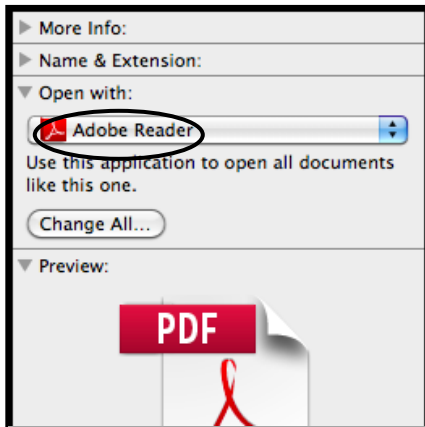 More Info:
Name & Extension:
Open with:
Adobe Reader
Use this application to open all documents
like this one.
Change All...
Preview:
PDF